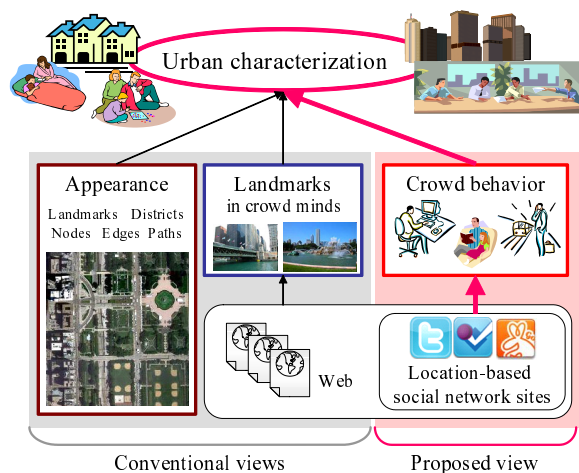 Urban characterization
Appearance
Landmarks Districts
Nodes Edges Paths
Landmarks
in crowd minds
Crowd behavior
Web
Location-based
social network sites
Conventional views
Proposed view